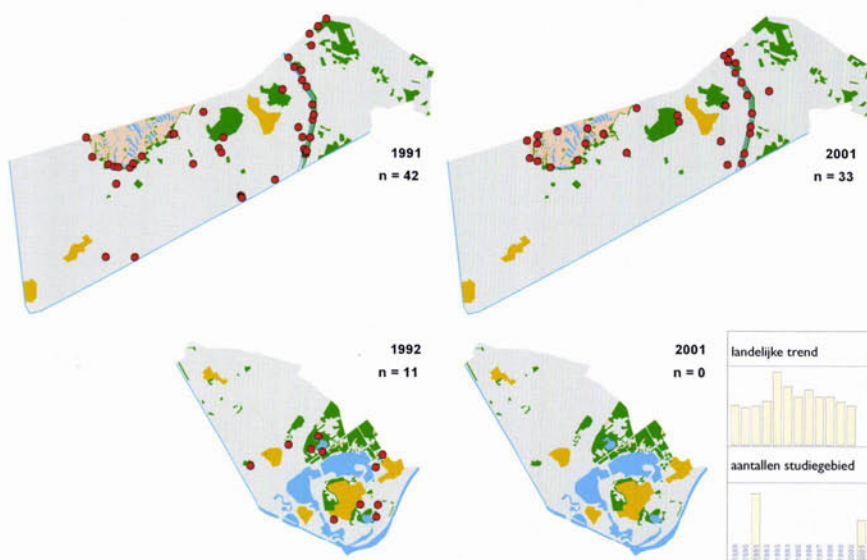 1991
n = 42
2001
n = 33
1992
n = 11
2001
n = 0
landelijke trend
aantallen studiegebied